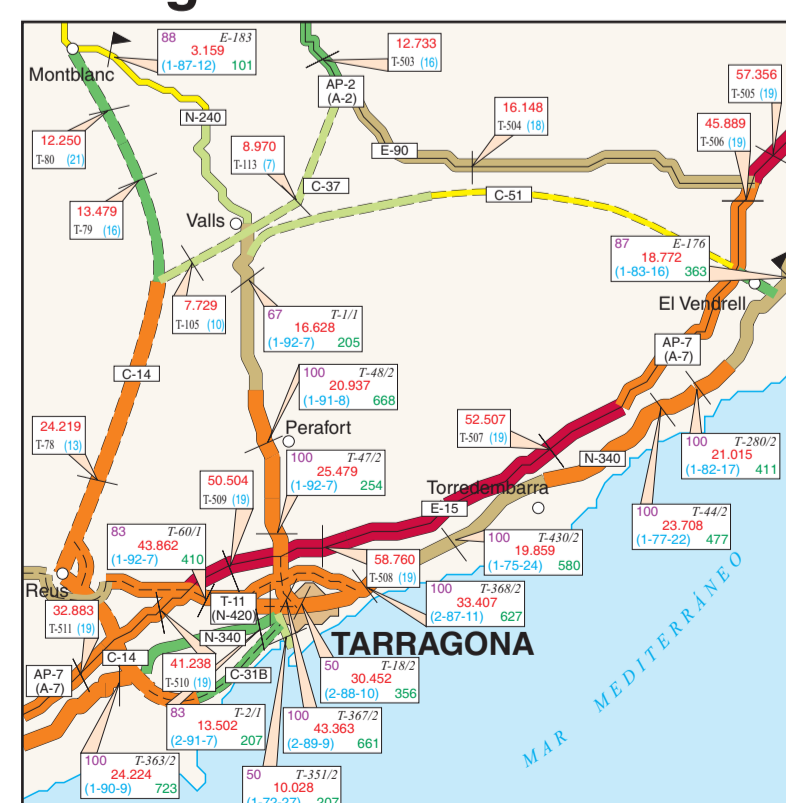 88 E-183
3.159
(1-87-12) 101
12.733
T-503 (16)
Montblanc
AP-2
(A-2)
57.356
T-505 (19)
N-240
16.148
T-504 (18)
45.889
T-506 (19)
12.250
T-80 (21)
8.970
T-113 (7)
E-90
C-37
C-51
13.479
T-79 (16)
Valls
87 E-176
18.772
(1-83-16) 363
7.729
T-105 (10)
El Vendrell
67 T-1/1
16.628
(1-92-7) 205
AP-7
(A-7)
C-14
100 T-48/2
20.937
(1-91-8) 668
24.219
T-78 (13)
Perafort
52.507
T-507 (19)
100 T-280/2
21.015
(1-82-17) 411
100 T-47/2
25.479
(1-92-7) 254
N-340
50.504
T-509 (19)
Torredembarra
E-15
100 T-44/2
23.708
(1-77-22) 477
83 T-60/1
43.862
(1-92-7) 410
100 T-430/2
19.859
(1-75-24) 580
58.760
T-508 (19)
Reus
100 T-368/2
33.407
(2-87-11) 627
32.883
T-511 (19)
T-11
(N-420)
N-340
TARRAGONA
C-14
41.238
T-510 (19)
C-31B
50 T-18/2
30.452
(2-88-10) 356
AP-7
(A-7)
MAR MEDITERRÁNEO
83 T-2/1
13.502
(2-91-7) 207
100 T-367/2
43.363
(2-89-9) 661
100 T-363/2
24.224
(1-90-9) 723
50 T-351/2
10.028
(1-72-27) 207